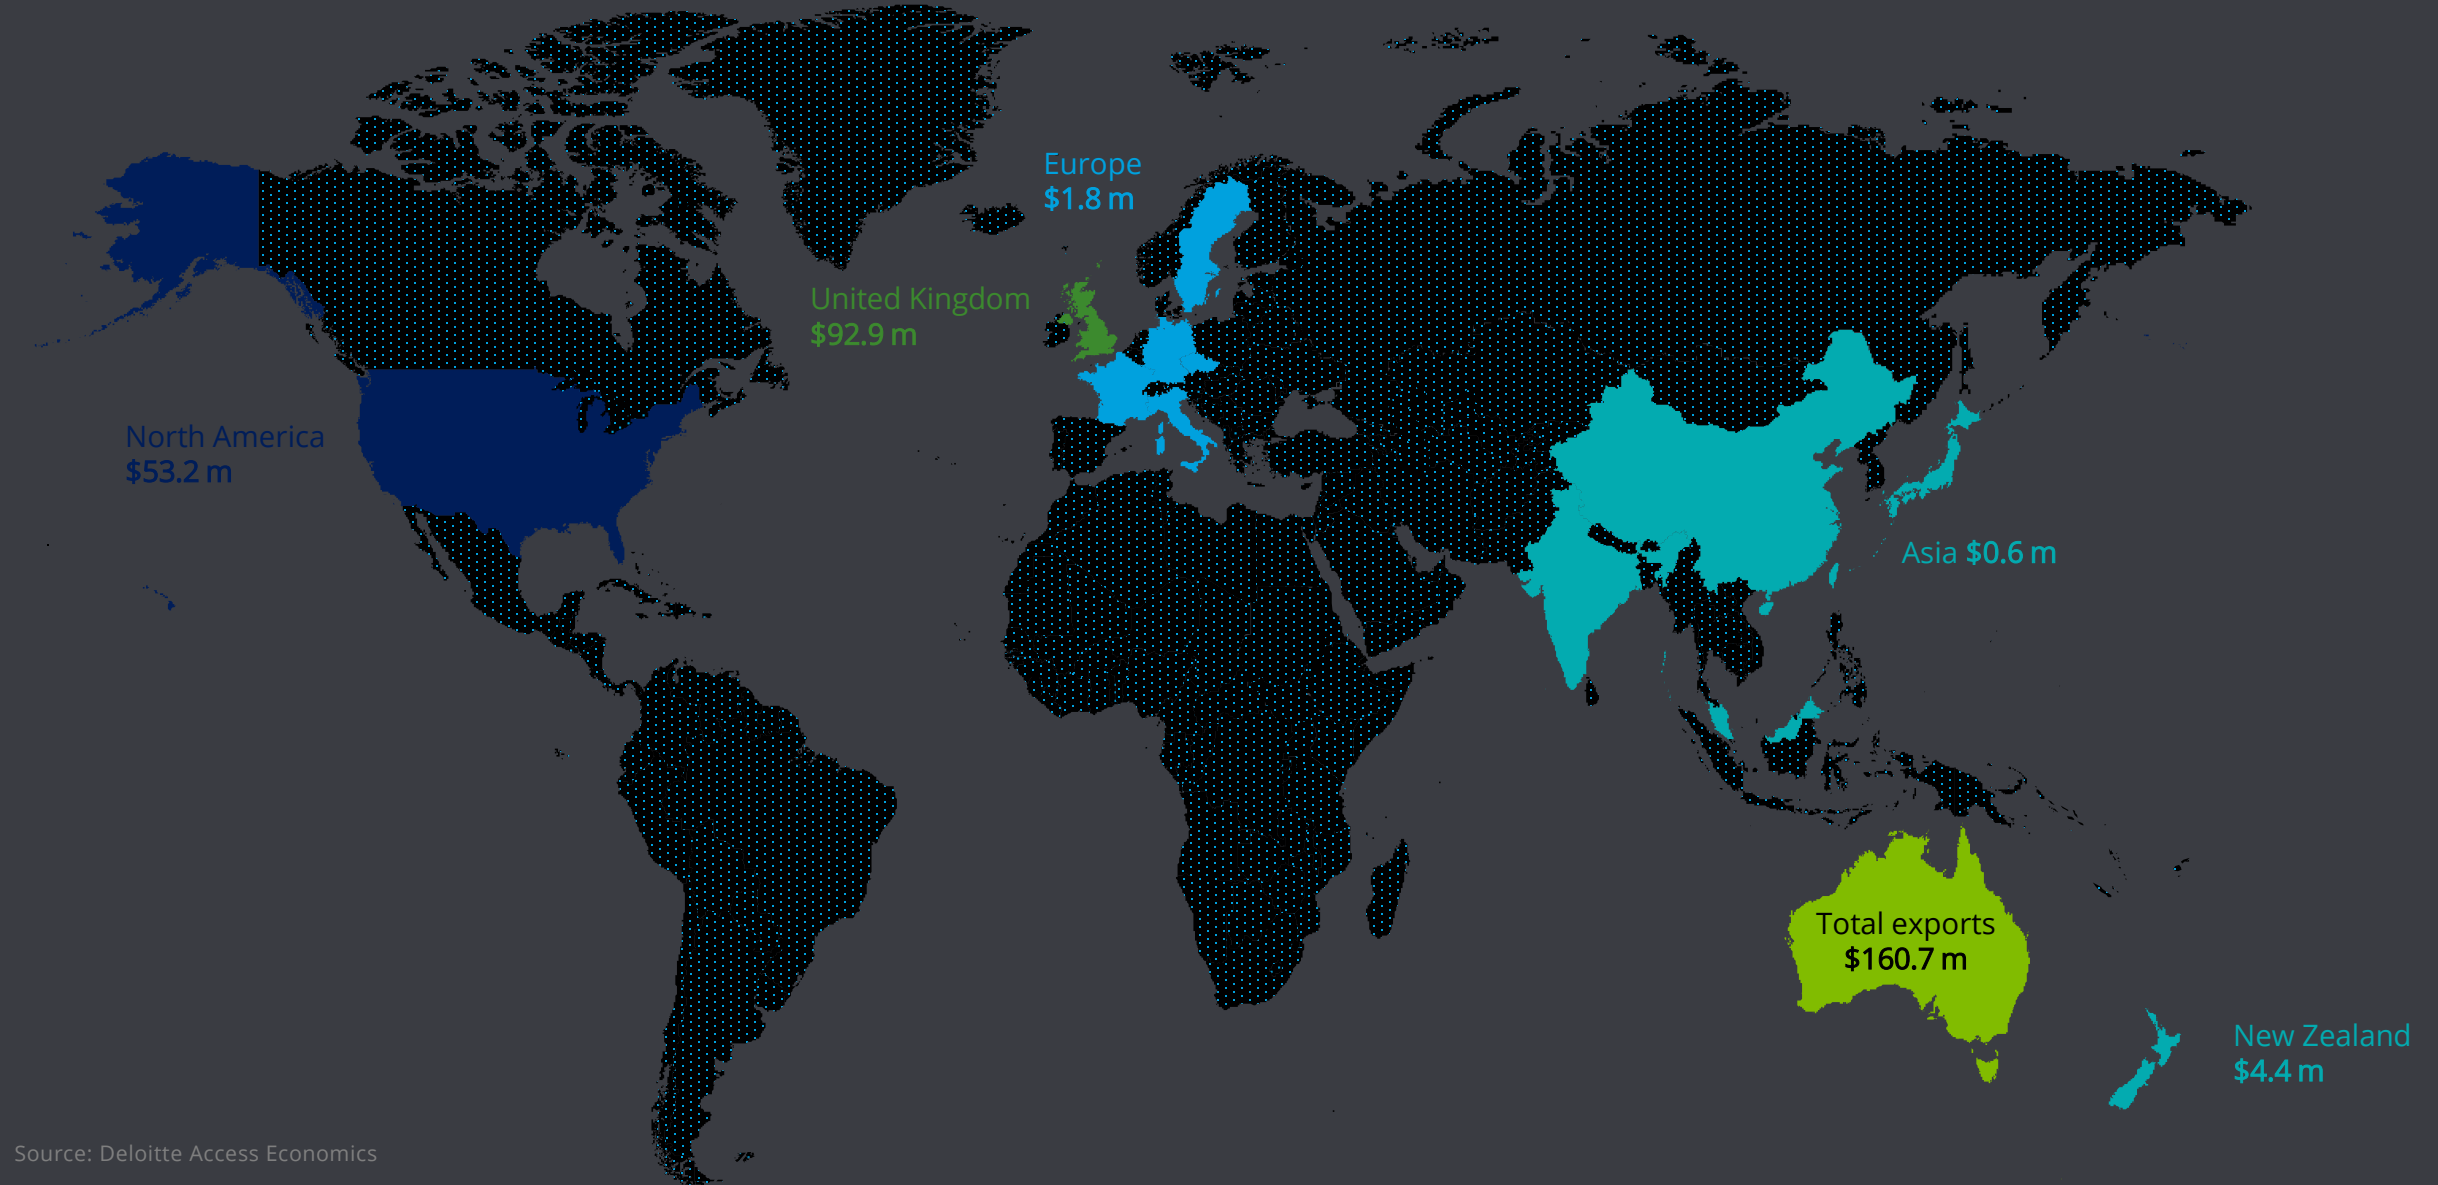 Europe
$1.8 m
United Kingdom
$92.9 m
North America
$53.2 m
Asia $0.6 m
Total exports
$160.7 m
New Zealand
$4.4 m
Source: Deloitte Access Economics